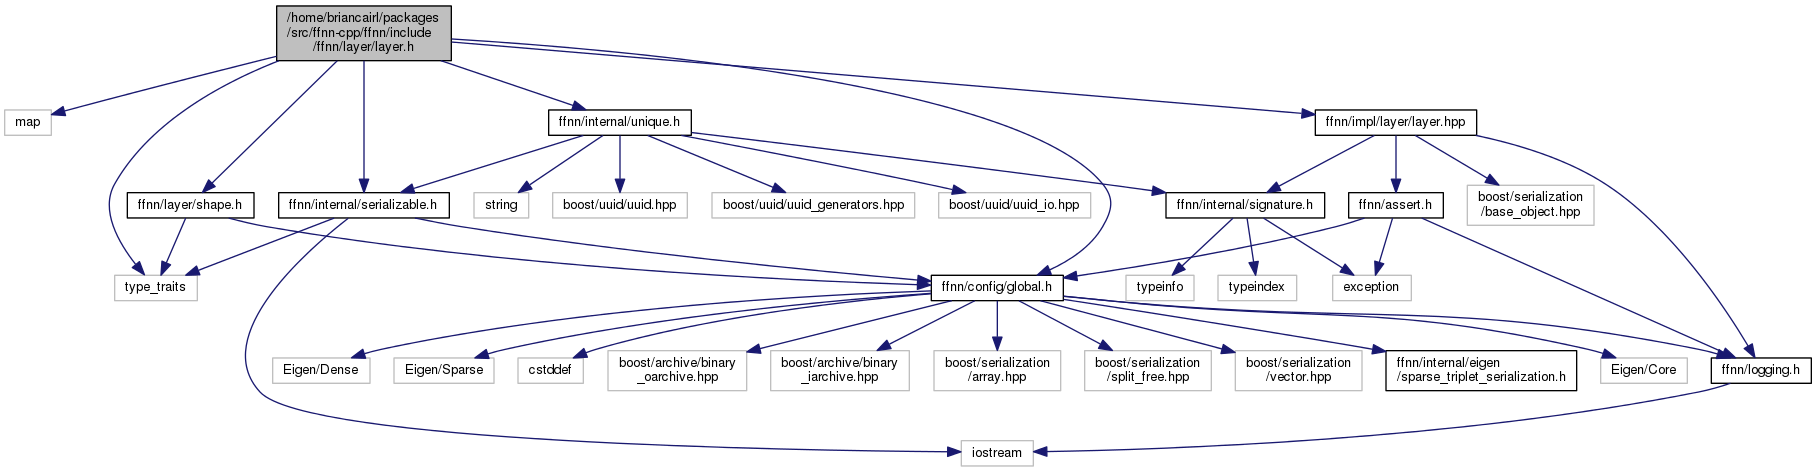 /home/briancairl/packages
/src/ffnn-cpp/ffnn/include
/ffnn/layer/layer.h
map
ffnn/internal/unique.h
ffnn/impl/layer/layer.hpp
ffnn/layer/shape.h
ffnn/internal/serializable.h
string
boost/uuid/uuid.hpp
boost/uuid/uuid_generators.hpp
boost/uuid/uuid_io.hpp
ffnn/internal/signature.h
ffnn/assert.h
boost/serialization
/base_object.hpp
type_traits
ffnn/config/global.h
typeinfo
typeindex
exception
Eigen/Dense
Eigen/Sparse
cstddef
boost/archive/binary
_oarchive.hpp
boost/archive/binary
_iarchive.hpp
boost/serialization
/array.hpp
boost/serialization
/split_free.hpp
boost/serialization
/vector.hpp
ffnn/internal/eigen
/sparse_triplet_serialization.h
Eigen/Core
ffnn/logging.h
iostream